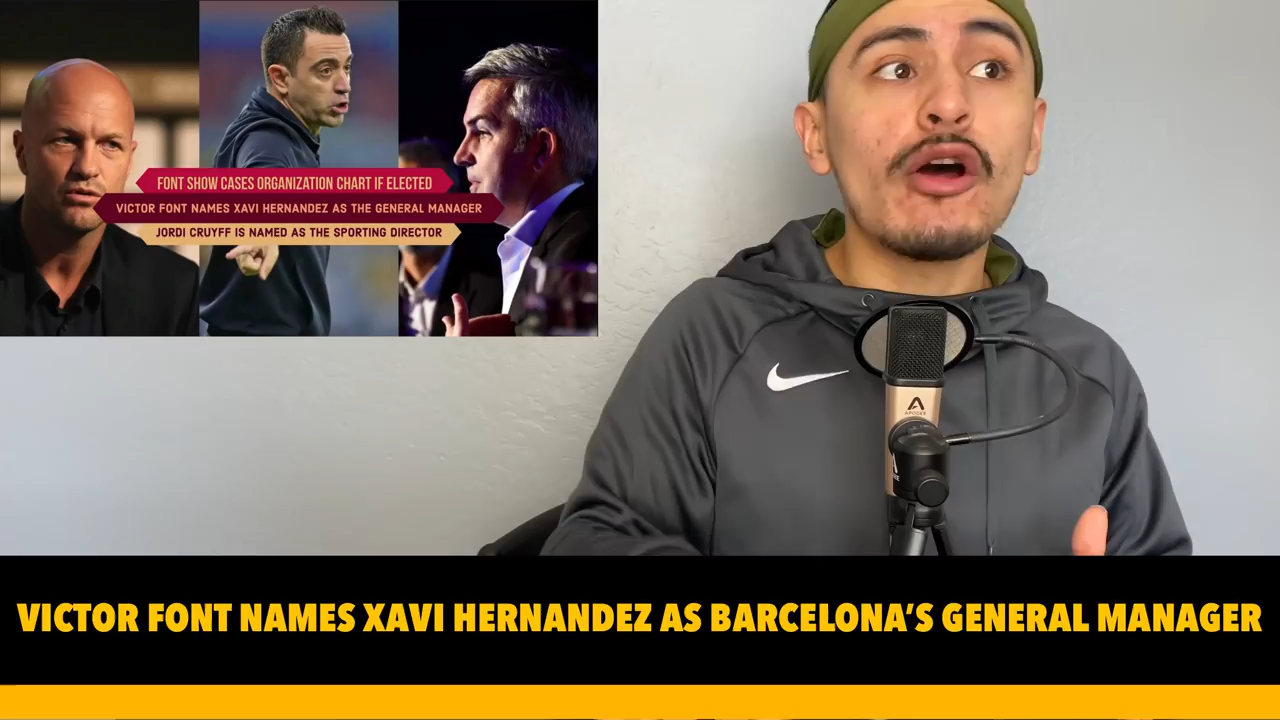 FONT SHOW CASES ORGANIZATION CHART IF ELECTED
VICTOR FONT NAMES XAVI HERNANDEZ AS THE GENERAL MANAGER
JORDI CRUYFF IS NAMED AS THE SPORTING DIRECTOR
APOGEE
VICTOR FONT NAMES XAVI HERNANDEZ AS BARCELONA'S GENERAL MANAGER